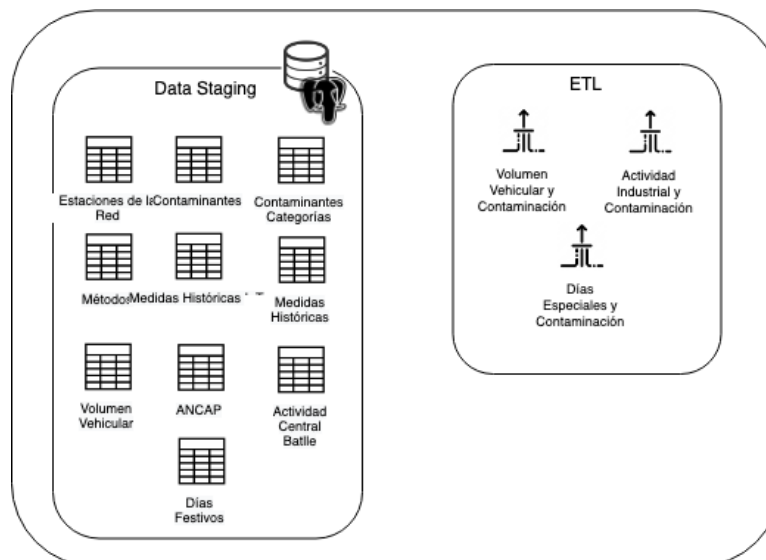 Data Staging
Estaciones de la
Red
Contaminantes
Contaminantes
Categorías
Métodos
Medidas Históricas
Medidas
Históricas
Volumen
Vehicular
ANCAP
Actividad
Central
Batlle
Días
Festivos
ETL
Volumen
Vehicular y
Contaminación
Actividad
Industrial y
Contaminación
Días
Especiales y
Contaminación